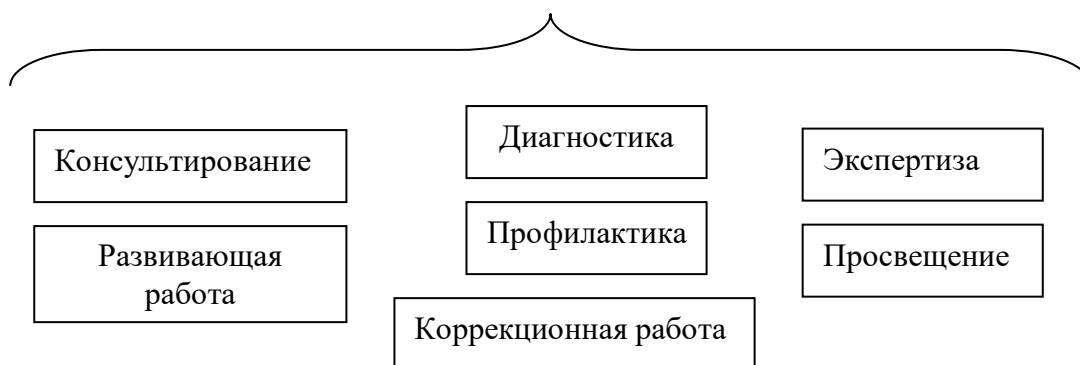 Консультирование
Развивающая
работа
Диагностика
Профилактика
Коррекционная работа
Экспертиза
Просвещение